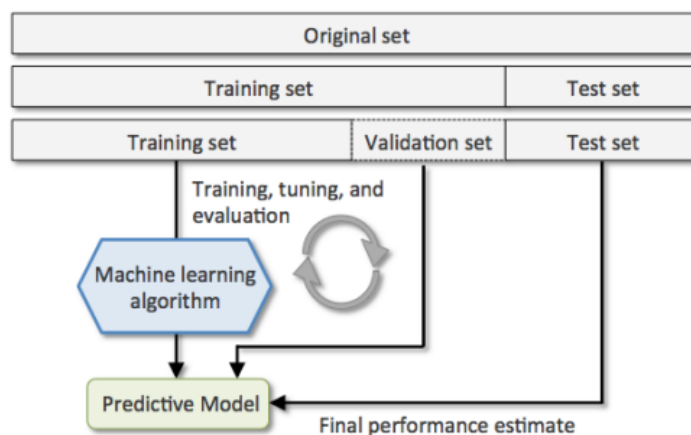 Original set
Training set
Test set
Training set
Validation set
Test set
Training, tuning, and
evaluation
Machine learning
algorithm
Predictive Model
Final performance estimate